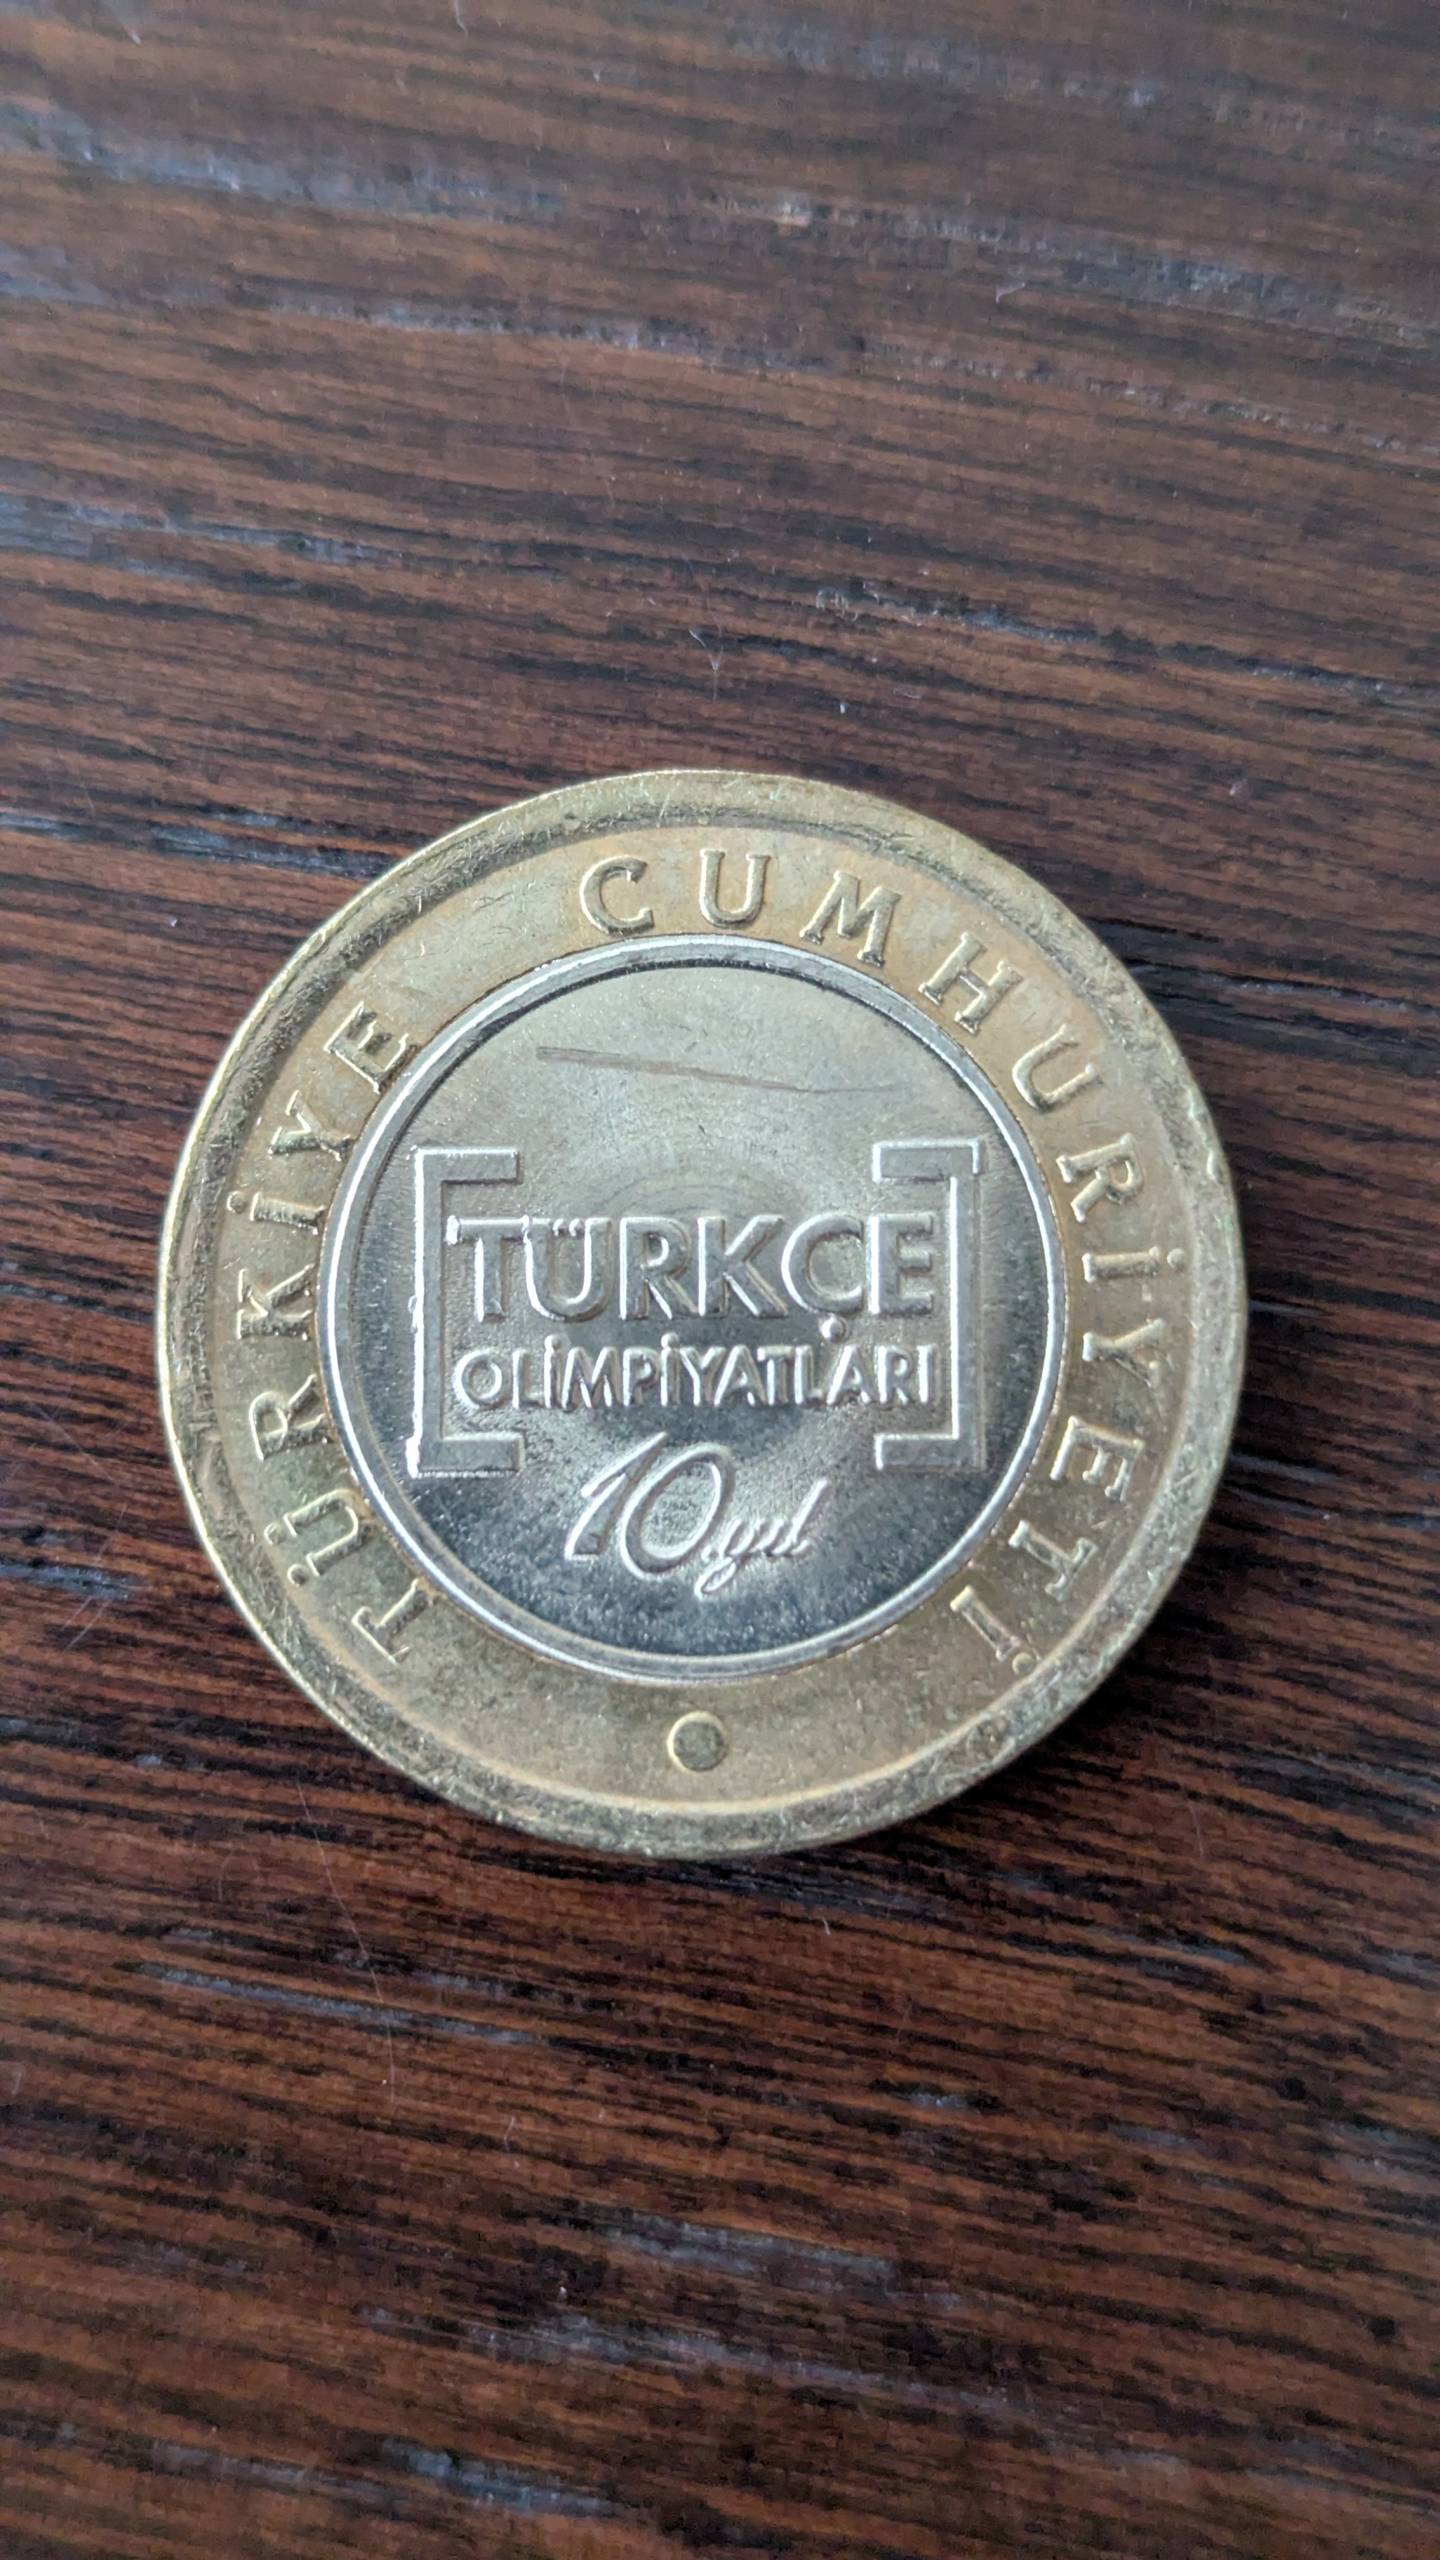 TÜRKİYE CUMHURİYETİ
TÜRKÇE
OLİMPİYATLARI
10.yıl